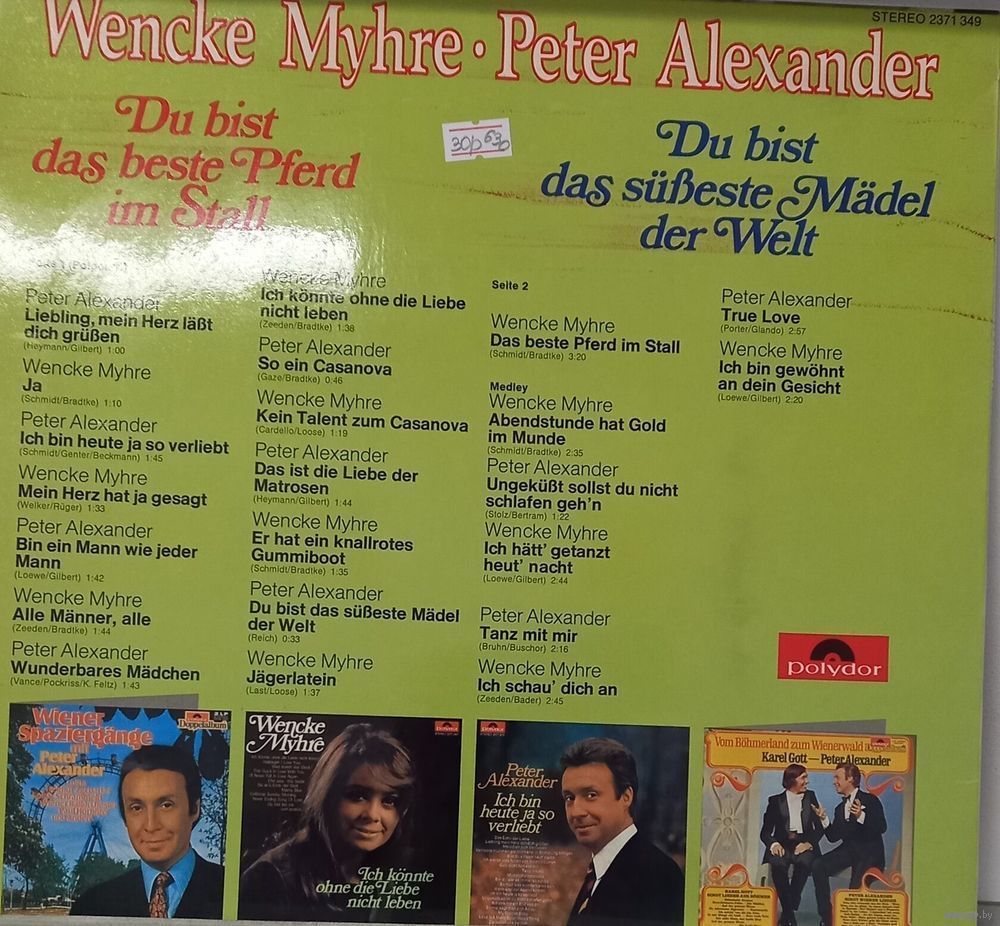 STEREO 2371 349
Wencke Myhre · Peter Alexander
Du bist
das beste Pferd
im Stall
30p 63
Du bist
das süßeste Mädel
der Welt
Peter Alexander
Liebling, mein Herz läßt
dich grüßen
(Heymann/Gilbert) 1:00
Wencke Myhre
Ja
(Schmidt/Bradtke) 1:10
Peter Alexander
Ich bin heute ja so verliebt
(Schmidt/Genter/Beckmann) 1:45
Wencke Myhre
Mein Herz hat ja gesagt
(Welker/Rüger) 1:33
Peter Alexander
Bin ein Mann wie jeder
Mann
(Loewe/Gilbert) 1:42
Wencke Myhre
Alle Männer, alle
(Zeeden/Bradtke) 1:44
Peter Alexander
Wunderbares Mädchen
(Vance/Pockriss/K. Feltz) 1:43
Wencke Myhre
Ich könnte ohne die Liebe
nicht leben
(Zeeden/Bradtke) 1:38
Peter Alexander
So ein Casanova
(Gaze/Bradtke) 0:46
Wencke Myhre
Kein Talent zum Casanova
(Cardello/Loose) 1:19
Peter Alexander
Das ist die Liebe der
Matrosen
(Heymann/Gilbert) 1:44
Wencke Myhre
Er hat ein knallrotes
Gummiboot
(Schmidt/Bradtke) 1:35
Peter Alexander
Du bist das süßeste Mädel
der Welt
(Reich) 0:33
Wencke Myhre
Jägerlatein
(Last/Loose) 1:37
Seite 2
Wencke Myhre
Das beste Pferd im Stall
(Schmidt/Bradtke) 3:20
Medley
Wencke Myhre
Abendstunde hat Gold
im Munde
(Schmidt/Bradtke) 2:35
Peter Alexander
Ungeküßt sollst du nicht
schlafen geh'n
(Stolz/Bertram) 1:22
Wencke Myhre
Ich hätt' getanzt
heut' nacht
(Loewe/Gilbert) 2:44
Peter Alexander
Tanz mit mir
(Bruhn/Buschor) 2:16
Wencke Myhre
Ich schau' dich an
(Zeeden/Bader) 2:45
Peter Alexander
True Love
(Porter/Glando) 2:57
Wencke Myhre
Ich bin gewöhnt
an dein Gesicht
(Loewe/Gilbert) 2:20
polydor
Wiener
Spaziergänge
mit
Peter
Alexander
Doppelalbum
Wencke
Myhre
Ich könnte
ohne die Liebe
nicht leben
Peter
Alexander
Ich bin
heute ja so
verliebt
Vom Böhmerland zum Wienerwald
Karel Gott – Peter Alexander
KAREL GOTT
PETER ALEXANDER